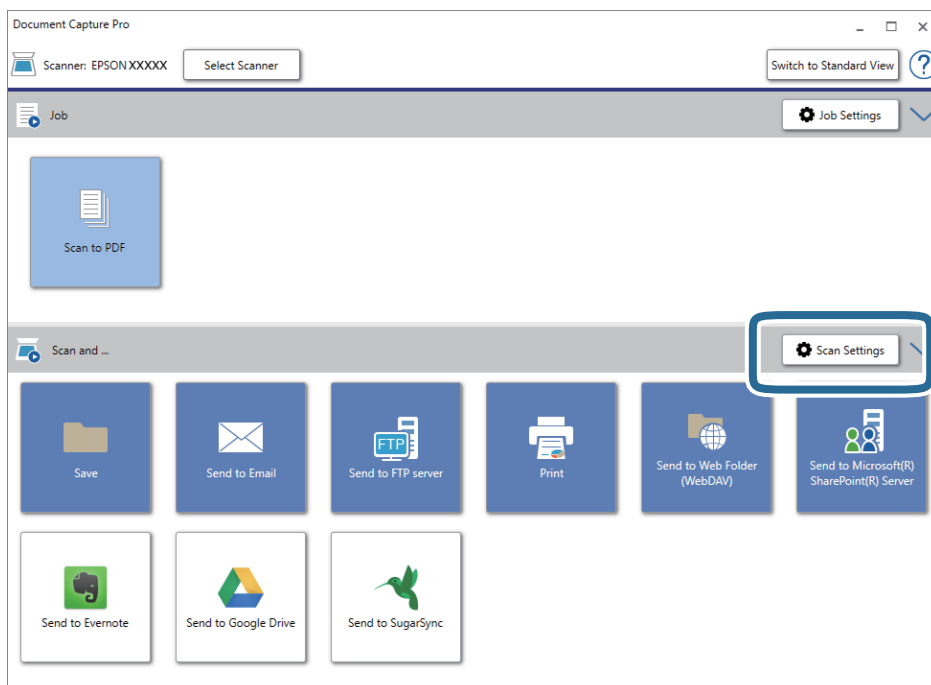 Document Capture Pro
Scanner: EPSON XXXXX
Select Scanner
Switch to Standard View
?
Job
Job Settings
Scan to PDF
Scan and ...
Scan Settings
Save
Send to Email
FTP
Send to FTP server
Print
Send to Web Folder
(WebDAV)
Send to Microsoft(R)
SharePoint(R) Server
Send to Evernote
Send to Google Drive
Send to SugarSync